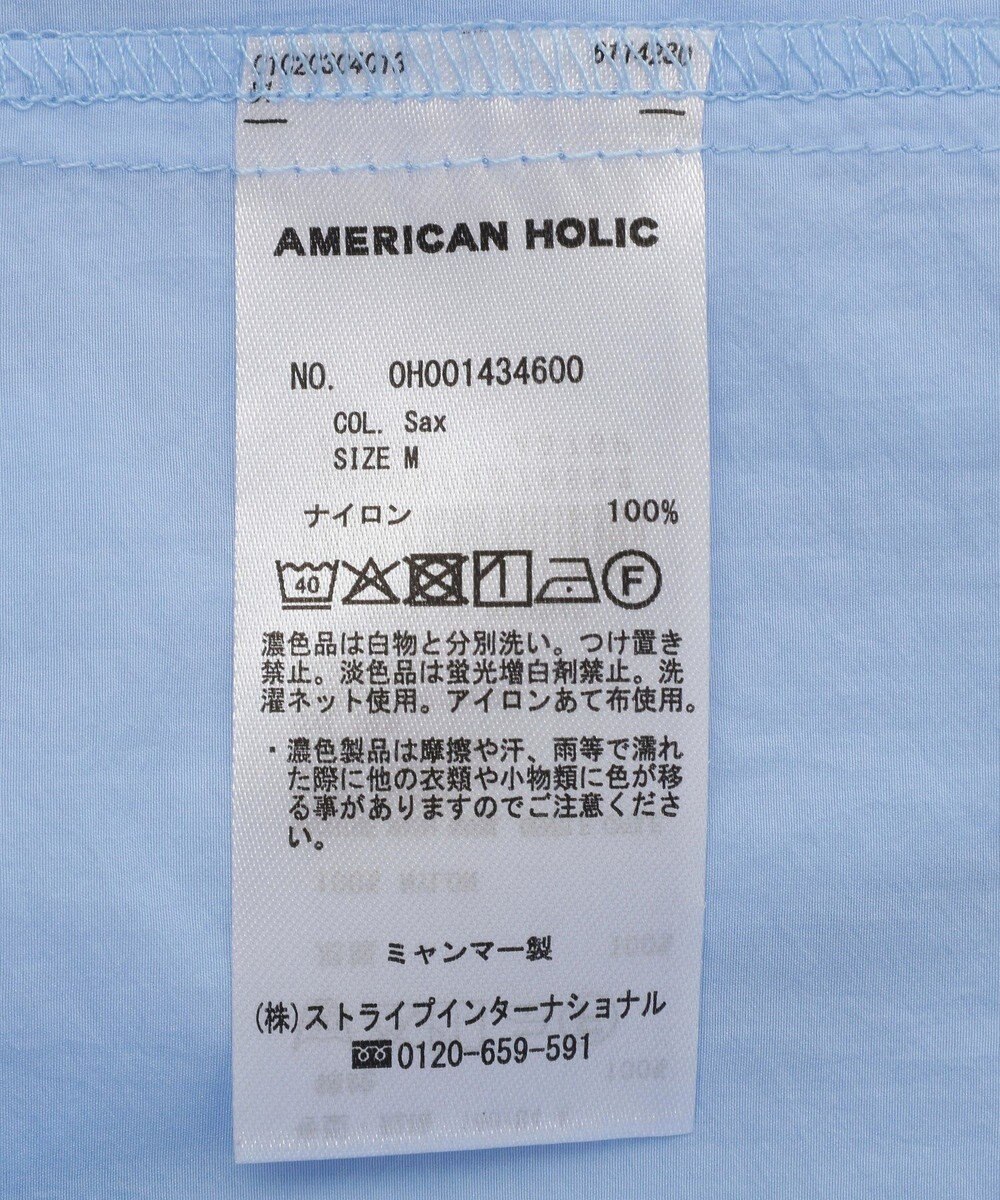 AMERICAN HOLIC
NO. 0H001434600
COL. Sax
SIZE M
ナイロン 100%
40 F
濃色品は白物と分別洗い。つけ置き
禁止。淡色品は蛍光増白剤禁止。洗
濯ネット使用。アイロンあて布使用。
・濃色製品は摩擦や汗、雨等で濡れ
た際に他の衣類や小物類に色が移
る事がありますのでご注意くださ
い。
ミャンマー製
(株)ストライプインターナショナル
0120-659-591